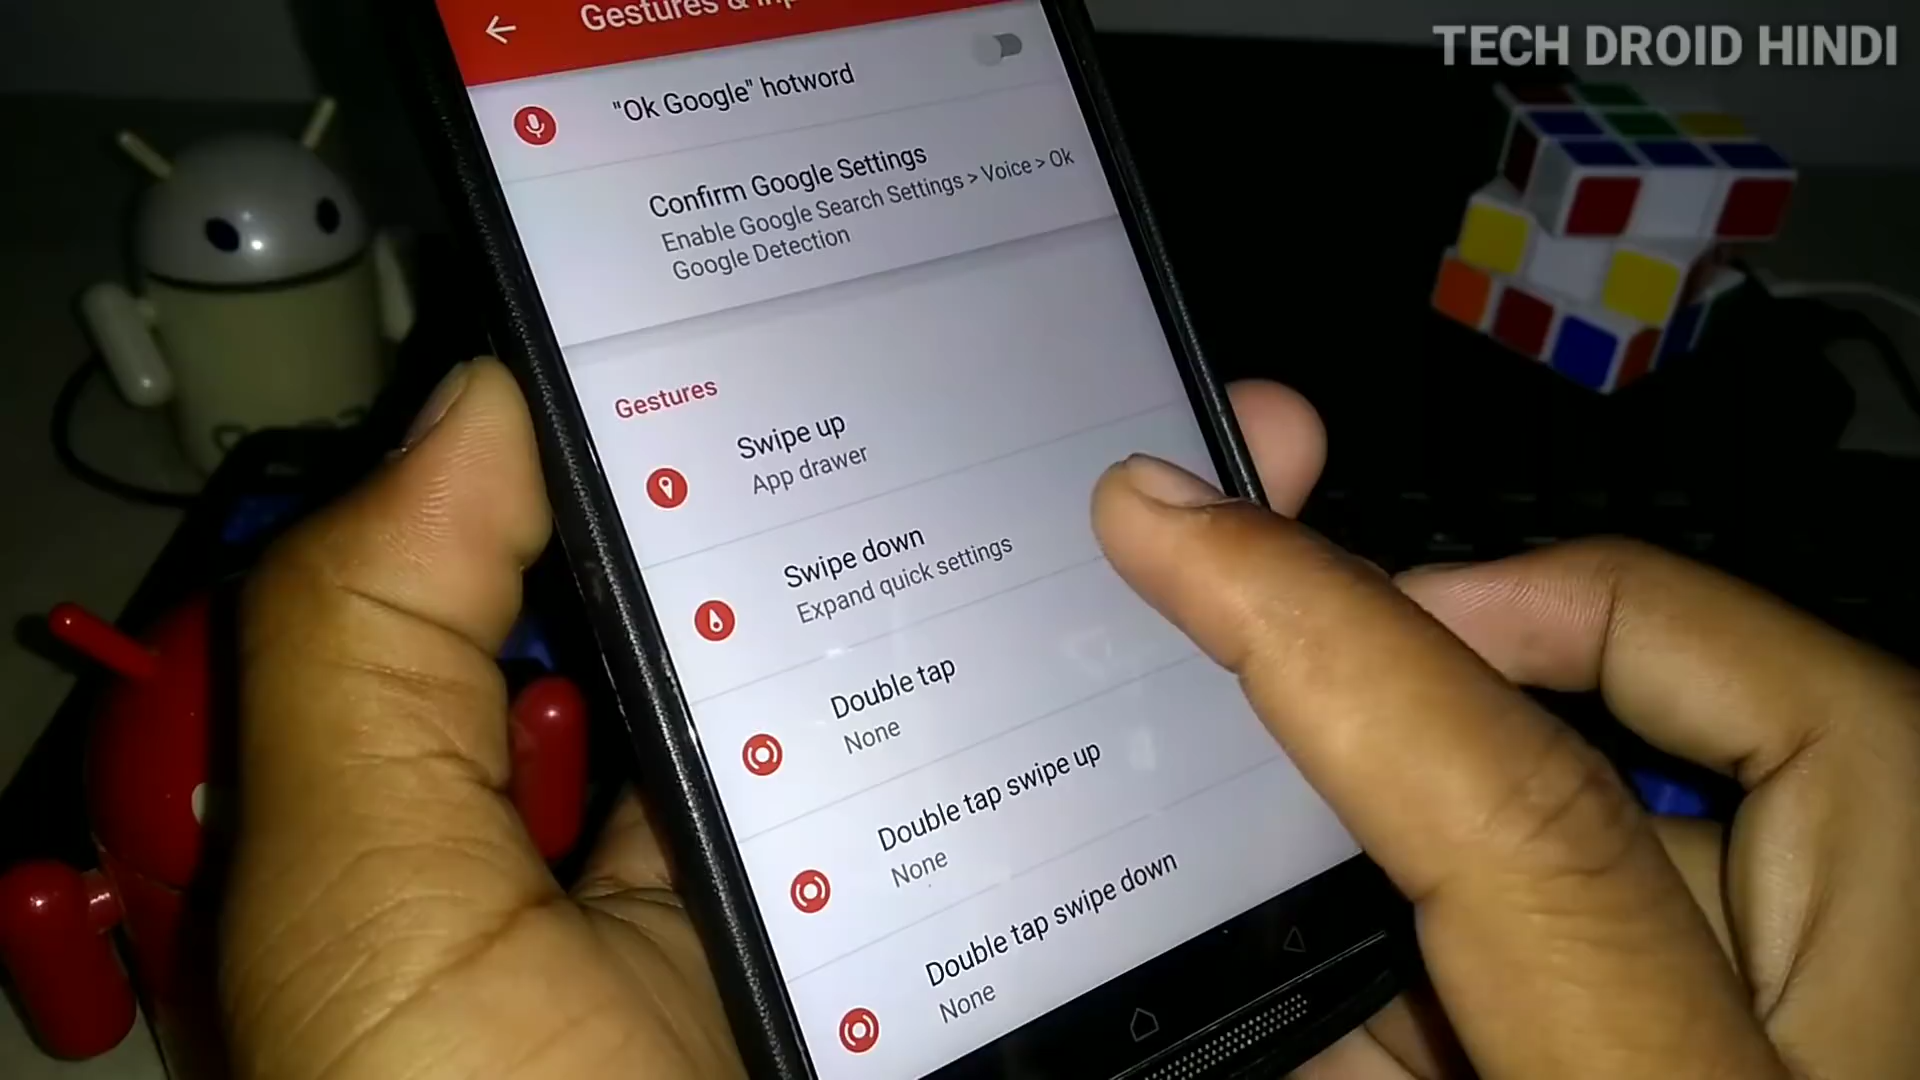 TECH DROID HINDI
Gestures &
"Ok Google" hotword
Confirm Google Settings
Enable Google Search Settings > Voice > Ok
Google Detection
Gestures
Swipe up
App drawer
Swipe down
Expand quick settings
Double tap
None
Double tap swipe up
None
Double tap swipe down
None